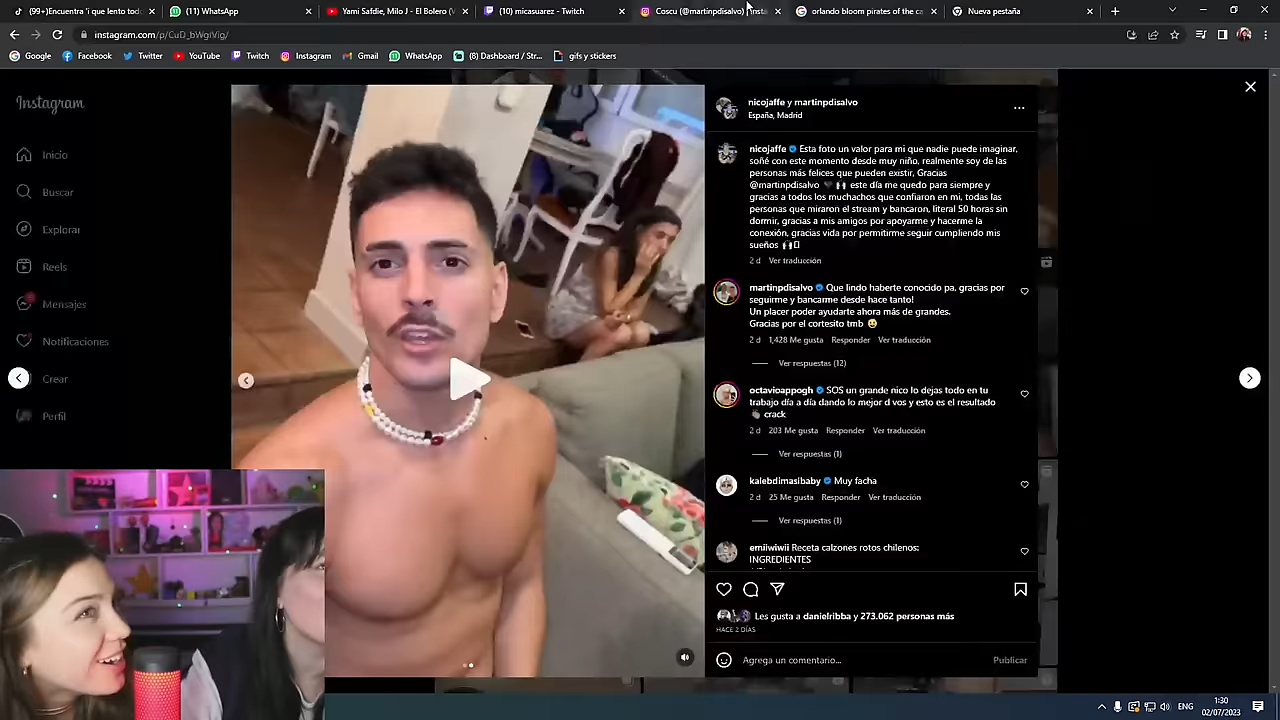 (99+) Encuentra 'i que lento tod
(11) WhatsApp
Yami Safdie, Milo J - El Bolero (V
(10) micasuarez - Twitch
Coscu (@martinpdisalvo)
orlando bloom pirates of the c
Nueva pestaña
instagram.com/p/CuD_bWgiVig/
Google
Facebook
Twitter
YouTube
Twitch
Instagram
Gmail
WhatsApp
(8) Dashboard / Str...
gifs y stickers
Instagram
Inicio
Buscar
Explorar
Reels
Mensajes
Notificaciones
Crear
Perfil
nicojaffe y martinpdisalvo
España, Madrid
nicojaffe Esta foto un valor para mi que nadie puede imaginar,
soñé con este momento desde muy niño, realmente soy de las
personas más felices que pueden existir, Gracias
@martinpdisalvo 🖤 🙌🏻 este día me quedo para siempre y
gracias a todos los muchachos que confiaron en mi, todas las
personas que miraron el stream y bancaron, literal 50 horas sin
dormir, gracias a mis amigos por apoyarme y hacerme la
conexión, gracias vida por permitirme seguir cumpliendo mis
sueños 🙌🏻
2 d Ver traducción
martinpdisalvo Que lindo haberte conocido pa, gracias por
seguirme y bancarme desde hace tanto!
Un placer poder ayudarte ahora más de grandes.
Gracias por el cortesito tmb 😉
2 d 1,428 Me gusta Responder Ver traducción
Ver respuestas (12)
octavioappogh SOS un grande nico lo dejas todo en tu
trabajo día a día dando lo mejor d vos y esto es el resultado
👏🏻 crack
2 d 203 Me gusta Responder Ver traducción
Ver respuestas (1)
kalebdimasibaby Muy facha
2 d 25 Me gusta Responder Ver traducción
Ver respuestas (1)
emiiwiwii Receta calzones rotos chilenos:
INGREDIENTES
Les gusta a danielribba y 273.062 personas más
HACE 2 DÍAS
Agrega un comentario...
Publicar
ENG
1:30
02/07/2023